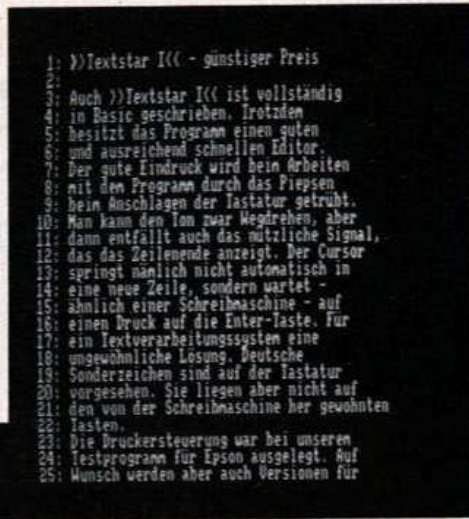 1: >>Textstar I<< - günstiger Preis
2:
3: Auch >>Textstar I<< ist vollständig
4: in Basic geschrieben. Trotzdem
5: besitzt das Programm einen guten
6: und ausreichend schnellen Editor.
7: Der gute Eindruck wird beim Arbeiten
8: mit dem Programm durch das Piepsen
9: beim Anschlagen der Tastatur getrübt.
10: Man kann den Ton zwar Wegdrehen, aber
11: dann entfällt auch das nützliche Signal,
12: das das Zeilenende anzeigt. Der Cursor
13: springt nämlich nicht automatisch in
14: eine neue Zeile, sondern wartet -
15: ähnlich einer Schreibmaschine - auf
16: einen Druck auf die Enter-Taste. Für
17: ein Textverarbeitungssystem eine
18: ungewöhnliche Lösung. Deutsche
19: Sonderzeichen sind auf der Tastatur
20: vorgesehen. Sie liegen aber nicht auf
21: den von der Schreibmaschine her gewohnten
22: Tasten.
23: Die Druckersteuerung war bei unserem
24: Testprogramm für Epson ausgelegt. Auf
25: Wunsch werden aber auch Versionen für